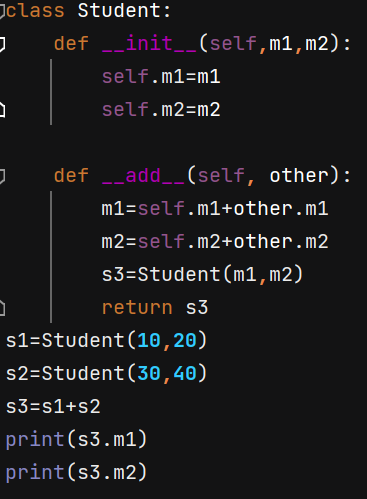 class Student:
    def __init__(self,m1,m2):
        self.m1=m1
        self.m2=m2

    def __add__(self, other):
        m1=self.m1+other.m1
        m2=self.m2+other.m2
        s3=Student(m1,m2)
        return s3
s1=Student(10,20)
s2=Student(30,40)
s3=s1+s2
print(s3.m1)
print(s3.m2)